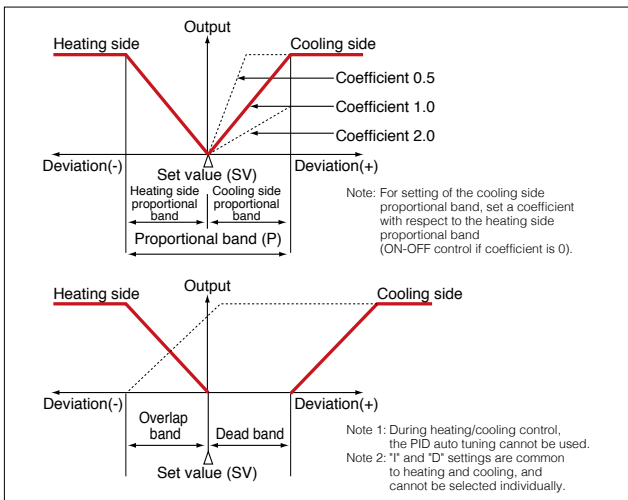 Output
Heating side
Cooling side
Coefficient 0.5
Coefficient 1.0
Coefficient 2.0
Deviation(-)
Set value (SV)
Deviation(+)
Heating side
proportional
band
Cooling side
proportional
band
Proportional band (P)
Note: For setting of the cooling side
proportional band, set a coefficient
with respect to the heating side
proportional band
(ON-OFF control if coefficient is 0).
Heating side
Output
Cooling side
Deviation(-)
Deviation(+)
Overlap
band
Dead band
Set value (SV)
Note 1: During heating/cooling control,
the PID auto tuning cannot be used.
Note 2: "I" and "D" settings are common
to heating and cooling, and
cannot be selected individually.